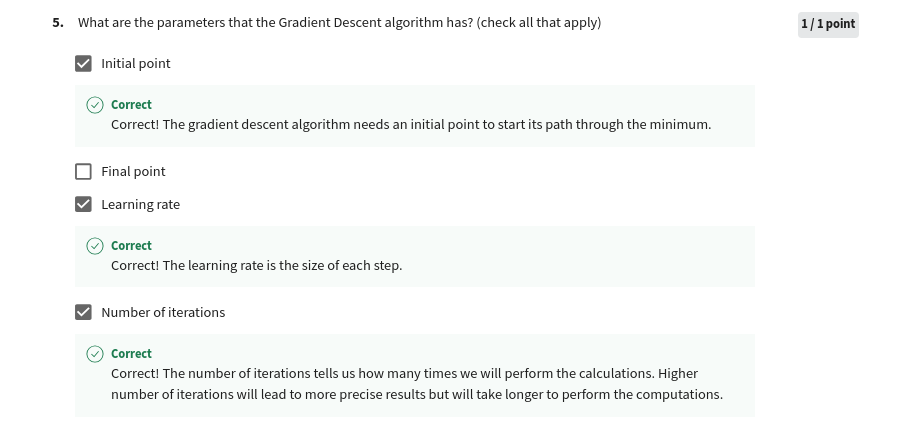 5. What are the parameters that the Gradient Descent algorithm has? (check all that apply)
1 / 1 point
Initial point
Correct
Correct! The gradient descent algorithm needs an initial point to start its path through the minimum.
Final point
Learning rate
Correct
Correct! The learning rate is the size of each step.
Number of iterations
Correct
Correct! The number of iterations tells us how many times we will perform the calculations. Higher
number of iterations will lead to more precise results but will take longer to perform the computations.